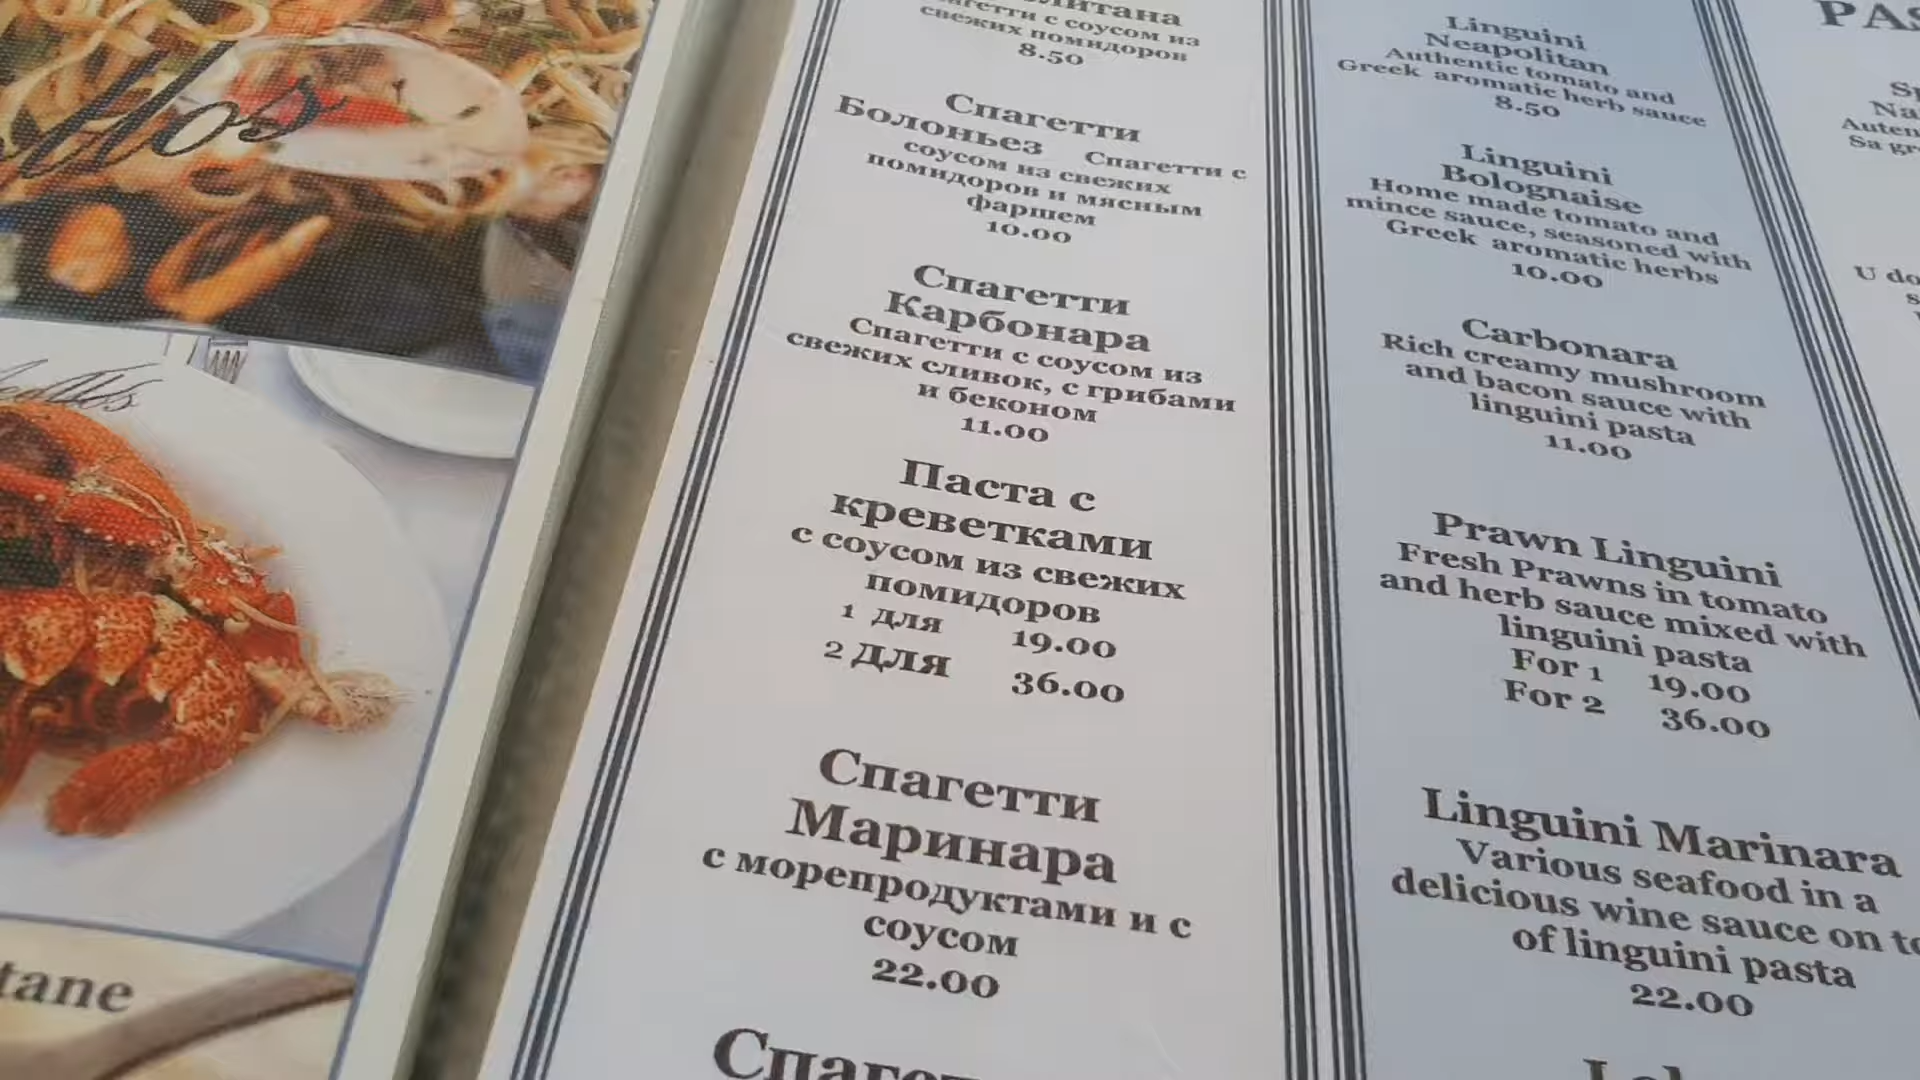 свежих помидоров
8.50
Спагетти
Болоньез Спагетти с
соусом из свежих
помидоров и мясным
фаршем
10.00
Спагетти
Карбонара
Спагетти с соусом из
свежих сливок, с грибами
и беконом
11.00
Паста с
креветками
с соусом из свежих
помидоров
1 для 19.00
2 для 36.00
Спагетти
Маринара
с морепродуктами и с
соусом
22.00
Linguini
Neapolitan
Authentic tomato and
Greek aromatic herb sauce
8.50
Linguini
Bolognaise
Home made tomato and
mince sauce, seasoned with
Greek aromatic herbs
10.00
Carbonara
Rich creamy mushroom
and bacon sauce with
linguini pasta
11.00
Prawn Linguini
Fresh Prawns in tomato
and herb sauce mixed with
linguini pasta
For 1 19.00
For 2 36.00
Linguini Marinara
Various seafood in a
delicious wine sauce on
of linguini pasta
22.00